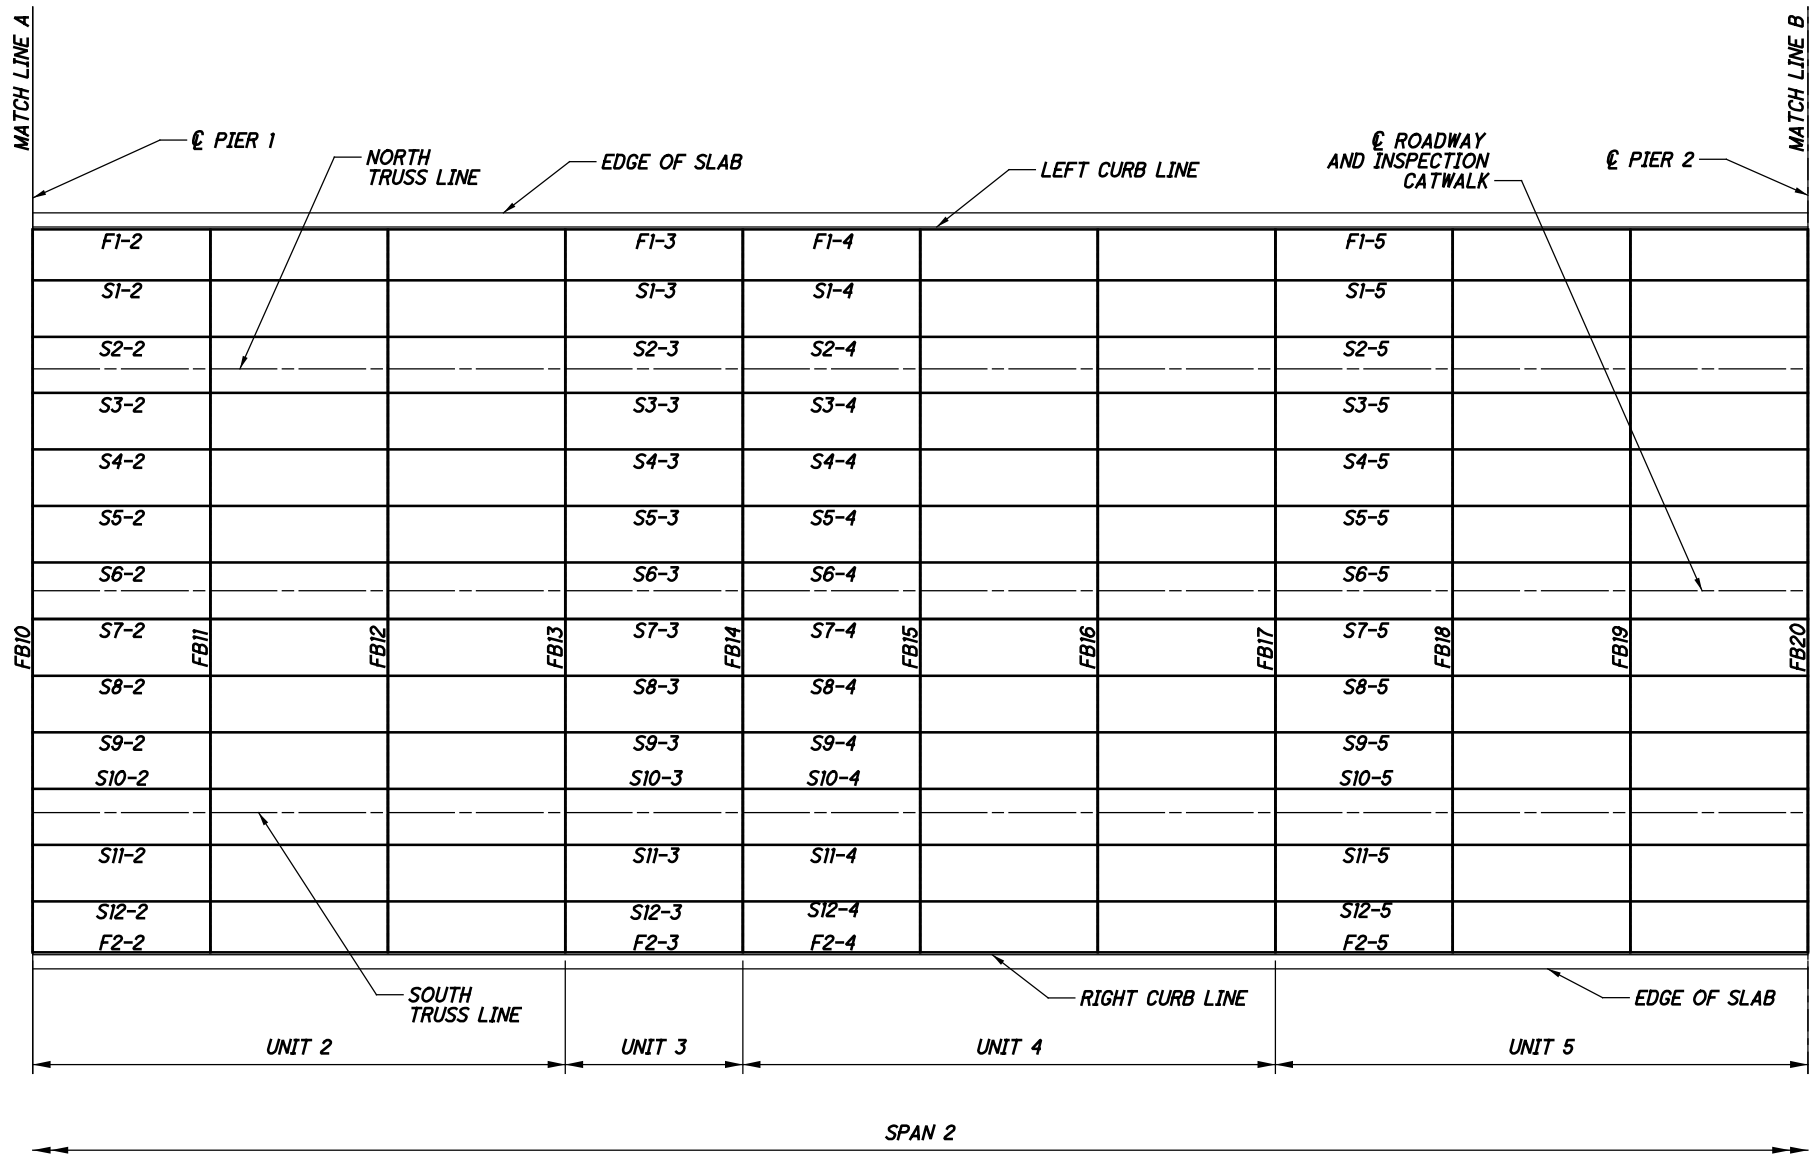 MATCH LINE A
MATCH LINE B
℄ PIER 1
NORTH
TRUSS LINE
EDGE OF SLAB
LEFT CURB LINE
℄ ROADWAY
AND INSPECTION
CATWALK
℄ PIER 2
F1-2 F1-3 F1-4 F1-5
S1-2 S1-3 S1-4 S1-5
S2-2 S2-3 S2-4 S2-5
S3-2 S3-3 S3-4 S3-5
S4-2 S4-3 S4-4 S4-5
S5-2 S5-3 S5-4 S5-5
S6-2 S6-3 S6-4 S6-5
S7-2 S7-3 S7-4 S7-5
FB10 FB11 FB12 FB13 FB14 FB15 FB16 FB17 FB18 FB19 FB20
S8-2 S8-3 S8-4 S8-5
S9-2 S9-3 S9-4 S9-5
S10-2 S10-3 S10-4 S10-5
S11-2 S11-3 S11-4 S11-5
S12-2 S12-3 S12-4 S12-5
F2-2 F2-3 F2-4 F2-5
SOUTH
TRUSS LINE
RIGHT CURB LINE
EDGE OF SLAB
UNIT 2 UNIT 3 UNIT 4 UNIT 5
SPAN 2